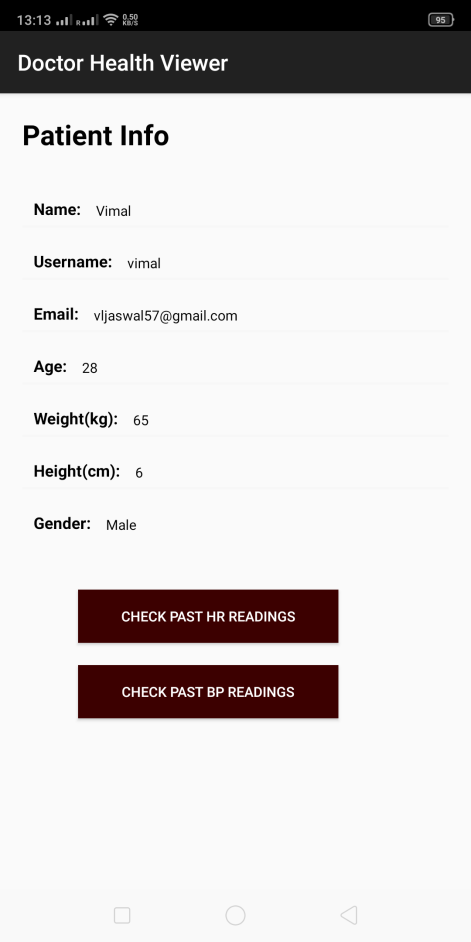 13:13 R 0.50 KB/S 95
Doctor Health Viewer
Patient Info
Name: Vimal
Username: vimal
Email: vljaswal57@gmail.com
Age: 28
Weight(kg): 65
Height(cm): 6
Gender: Male
CHECK PAST HR READINGS
CHECK PAST BP READINGS